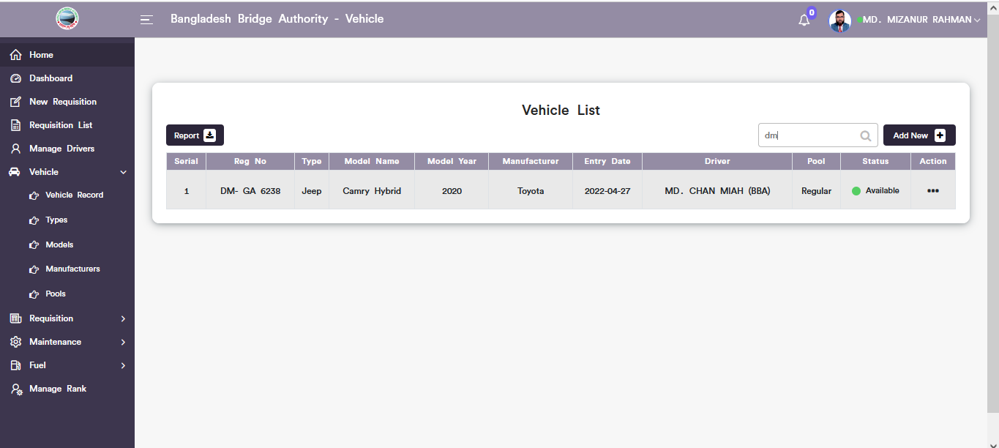 Bangladesh Bridge Authority - Vehicle
0
MD. MIZANUR RAHMAN
Home
Dashboard
New Requisition
Requisition List
Manage Drivers
Vehicle
Vehicle Record
Types
Models
Manufacturers
Pools
Requisition
Maintenance
Fuel
Manage Rank
Vehicle List
Report
dm
Add New
Serial Reg No Type Model Name Model Year Manufacturer Entry Date Driver Pool Status Action
1 DM- GA 6238 Jeep Camry Hybrid 2020 Toyota 2022-04-27 MD. CHAN MIAH (BBA) Regular Available •••